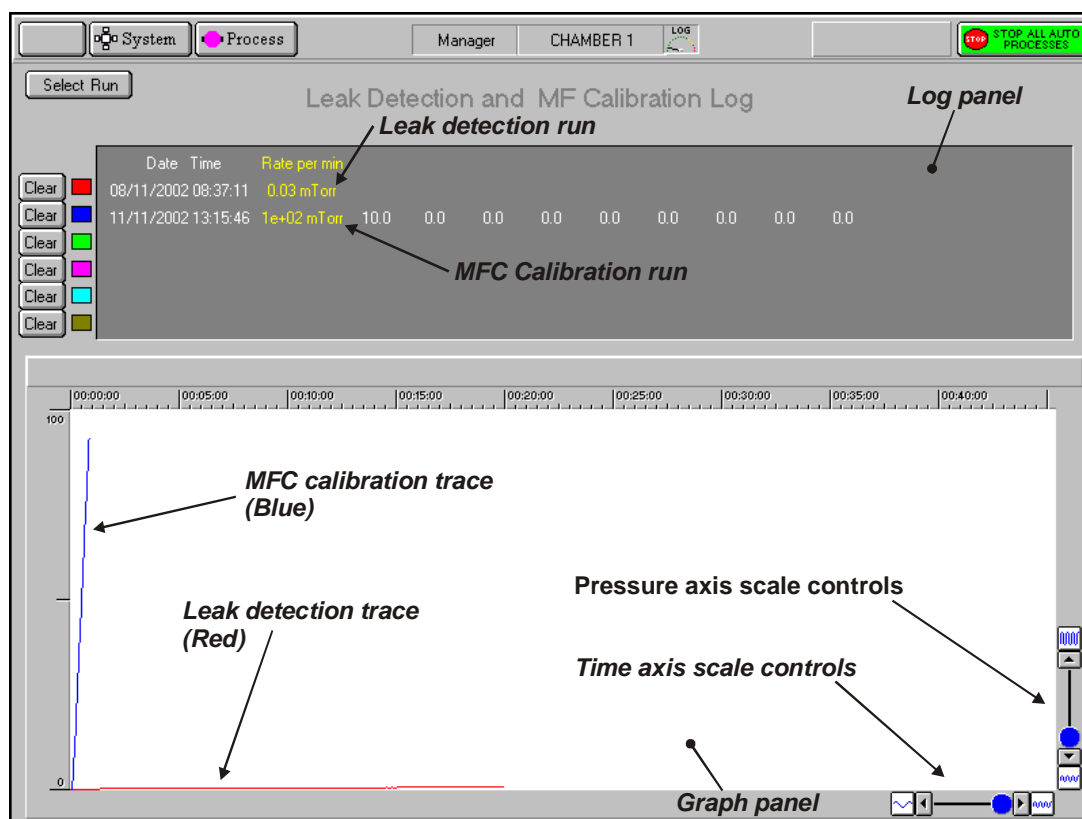 System Process Manager CHAMBER 1 LOG STOP STOP ALL AUTO PROCESSES
Select Run
Leak Detection and MF Calibration Log
Log panel
Leak detection run
Date Time Rate per min
Clear 08/11/2002 08:37:11 0.03 mTorr
Clear 11/11/2002 13:15:46 1e+02 mTorr 10.0 0.0 0.0 0.0 0.0 0.0 0.0 0.0 0.0
Clear
Clear
Clear
Clear
MFC Calibration run
00:00:00 00:05:00 00:10:00 00:15:00 00:20:00 00:25:00 00:30:00 00:35:00 00:40:00
100
MFC calibration trace
(Blue)
Pressure axis scale controls
Leak detection trace
(Red)
Time axis scale controls
0
Graph panel